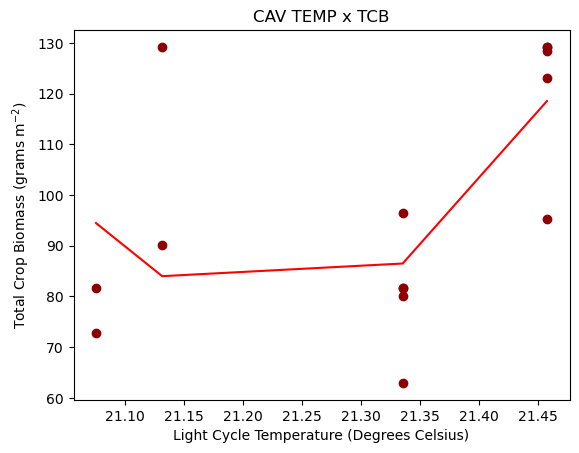 CAV TEMP x TCB
130
120
110
100
90
80
70
60
Total Crop Biomass (grams m⁻²)
21.10 21.15 21.20 21.25 21.30 21.35 21.40 21.45
Light Cycle Temperature (Degrees Celsius)